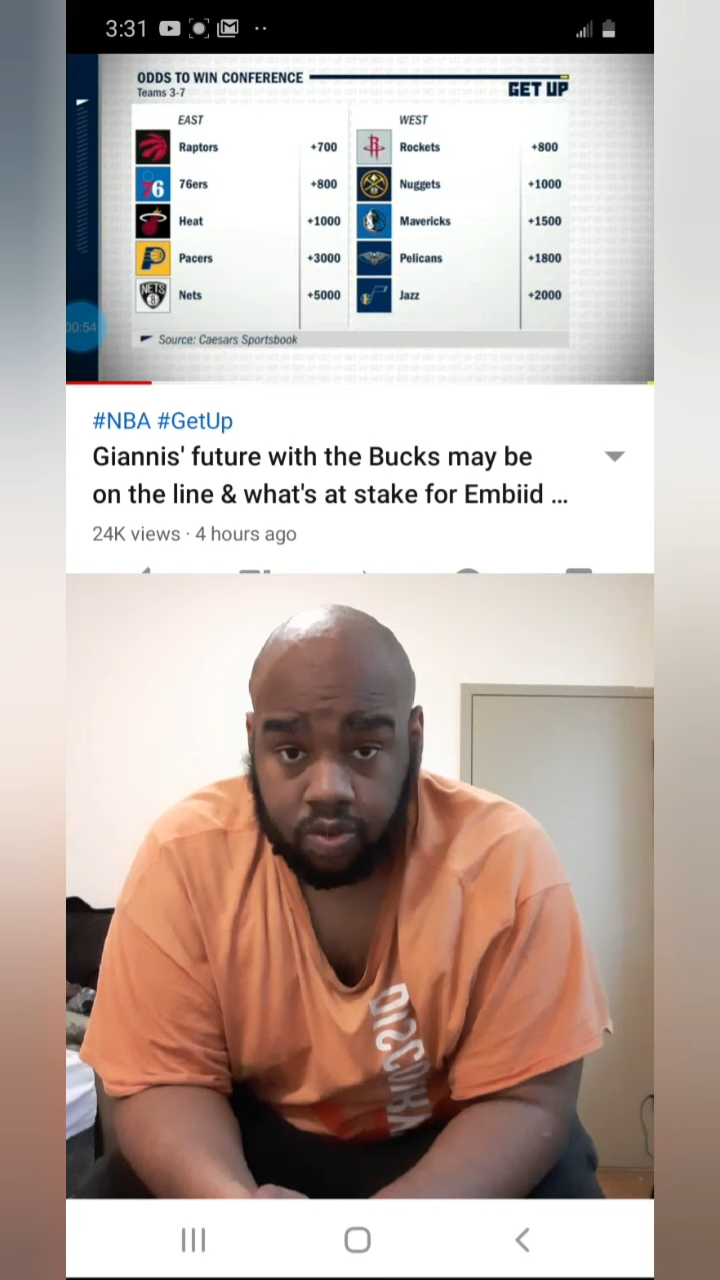 3:31
ODDS TO WIN CONFERENCE
Teams 3-7
GET UP
EAST WEST
Raptors +700 Rockets +800
76ers +800 Nuggets +1000
Heat +1000 Mavericks +1500
Pacers +3000 Pelicans +1800
Nets +5000 Jazz +2000
00:54
Source: Caesars Sportsbook
#NBA #GetUp
Giannis' future with the Bucks may be
on the line & what's at stake for Embiid ...
24K views · 4 hours ago